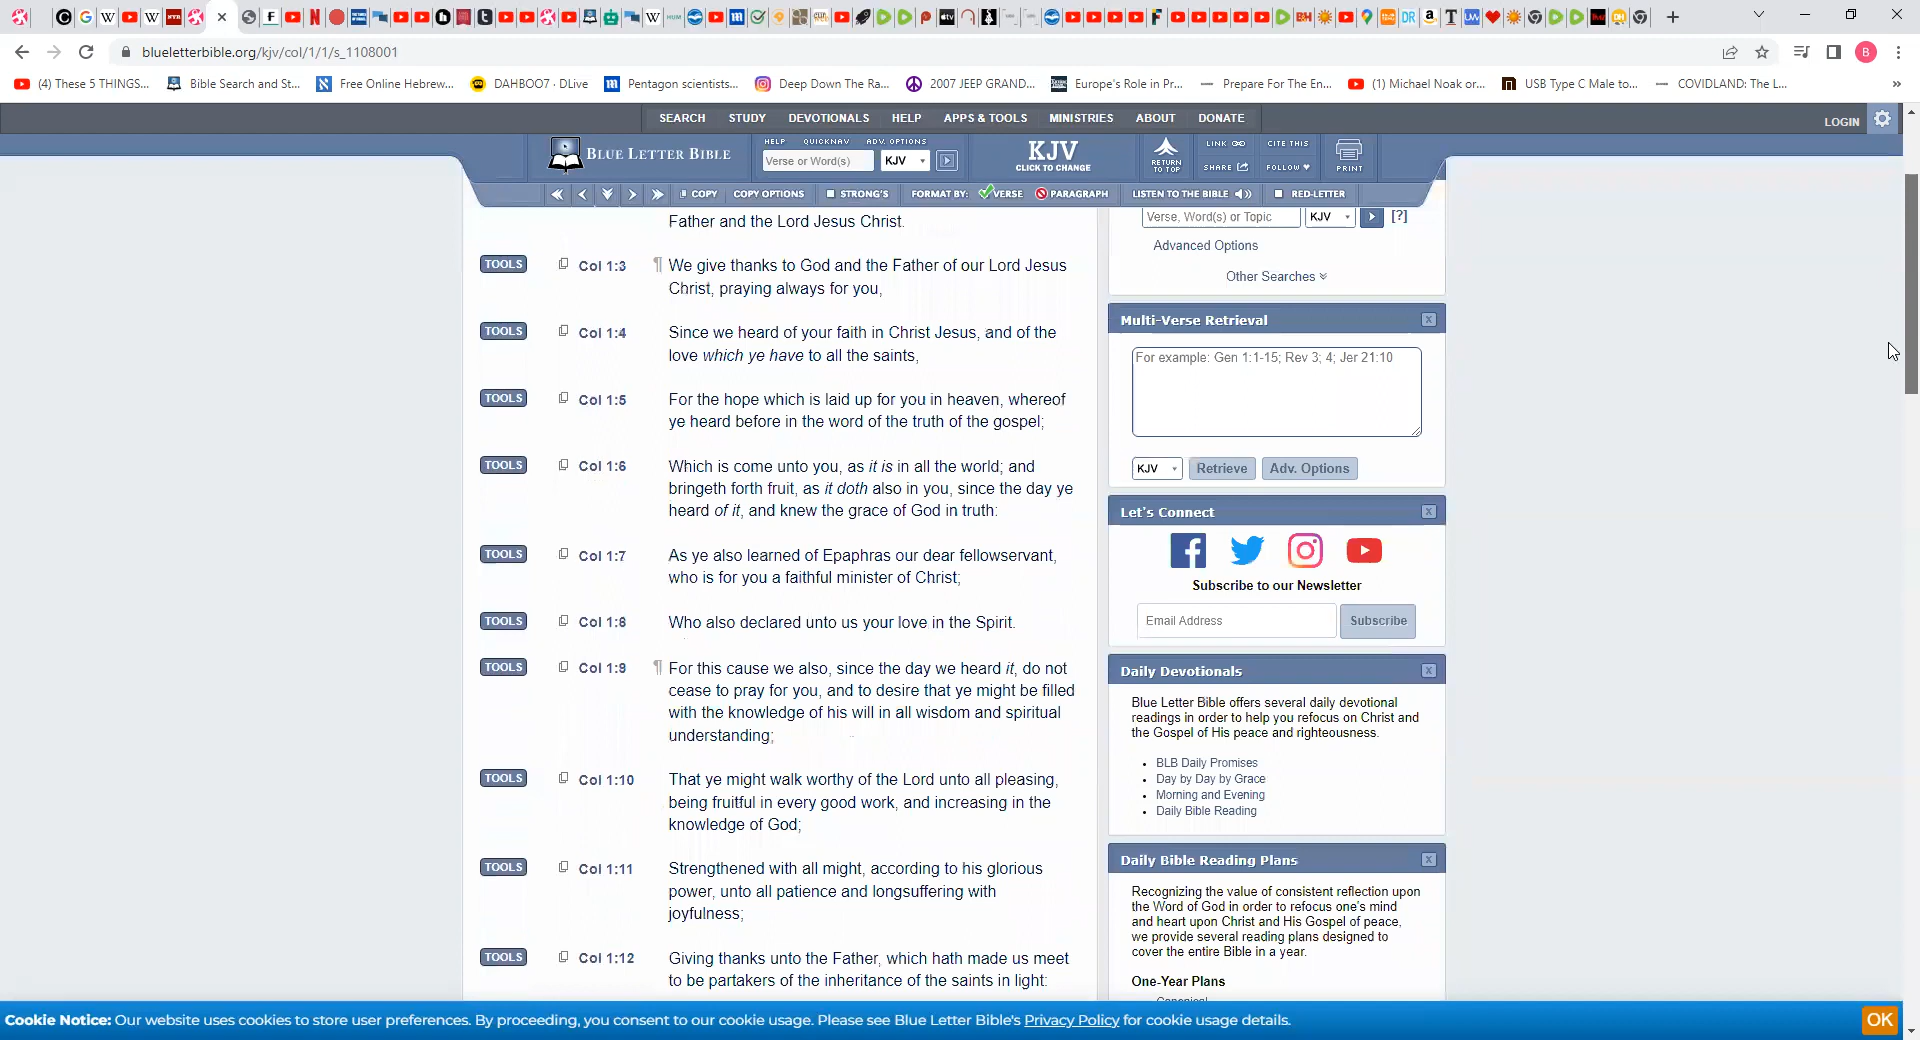 blueletterbible.org/kjv/col/1/1/s_1108001
(4) These 5 THINGS...
Bible Search and St...
Free Online Hebrew...
DAHBOO7 · DLive
Pentagon scientists...
Deep Down The Ra...
2007 JEEP GRAND...
Europe's Role in Pr...
Prepare For The En...
(1) Michael Noak or...
USB Type C Male to...
COVIDLAND: The L...
SEARCH STUDY DEVOTIONALS HELP APPS & TOOLS MINISTRIES ABOUT DONATE
LOGIN
BLUE LETTER BIBLE
HELP QUICKNAV ADV. OPTIONS
Verse or Word(s) KJV
KJV
CLICK TO CHANGE
RETURN
TO TOP
LINK CITE THIS
SHARE FOLLOW
PRINT
COPY COPY OPTIONS STRONG'S FORMAT BY: VERSE PARAGRAPH LISTEN TO THE BIBLE RED-LETTER
Father and the Lord Jesus Christ.
TOOLS Col 1:3 ¶ We give thanks to God and the Father of our Lord Jesus
Christ, praying always for you,
TOOLS Col 1:4 Since we heard of your faith in Christ Jesus, and of the
love which ye have to all the saints,
TOOLS Col 1:5 For the hope which is laid up for you in heaven, whereof
ye heard before in the word of the truth of the gospel;
TOOLS Col 1:6 Which is come unto you, as it is in all the world; and
bringeth forth fruit, as it doth also in you, since the day ye
heard of it, and knew the grace of God in truth:
TOOLS Col 1:7 As ye also learned of Epaphras our dear fellowservant,
who is for you a faithful minister of Christ;
TOOLS Col 1:8 Who also declared unto us your love in the Spirit.
TOOLS Col 1:9 ¶ For this cause we also, since the day we heard it, do not
cease to pray for you, and to desire that ye might be filled
with the knowledge of his will in all wisdom and spiritual
understanding;
TOOLS Col 1:10 That ye might walk worthy of the Lord unto all pleasing,
being fruitful in every good work, and increasing in the
knowledge of God;
TOOLS Col 1:11 Strengthened with all might, according to his glorious
power, unto all patience and longsuffering with
joyfulness;
TOOLS Col 1:12 Giving thanks unto the Father, which hath made us meet
to be partakers of the inheritance of the saints in light:
Verse, Word(s) or Topic KJV [?]
Advanced Options
Other Searches
Multi-Verse Retrieval
For example: Gen 1:1-15; Rev 3; 4; Jer 21:10
KJV Retrieve Adv. Options
Let's Connect
Subscribe to our Newsletter
Email Address Subscribe
Daily Devotionals
Blue Letter Bible offers several daily devotional
readings in order to help you refocus on Christ and
the Gospel of His peace and righteousness.
BLB Daily Promises
Day by Day by Grace
Morning and Evening
Daily Bible Reading
Daily Bible Reading Plans
Recognizing the value of consistent reflection upon
the Word of God in order to refocus one's mind
and heart upon Christ and His Gospel of peace,
we provide several reading plans designed to
cover the entire Bible in a year.
One-Year Plans
Canonical
Cookie Notice: Our website uses cookies to store user preferences. By proceeding, you consent to our cookie usage. Please see Blue Letter Bible's Privacy Policy for cookie usage details.
OK